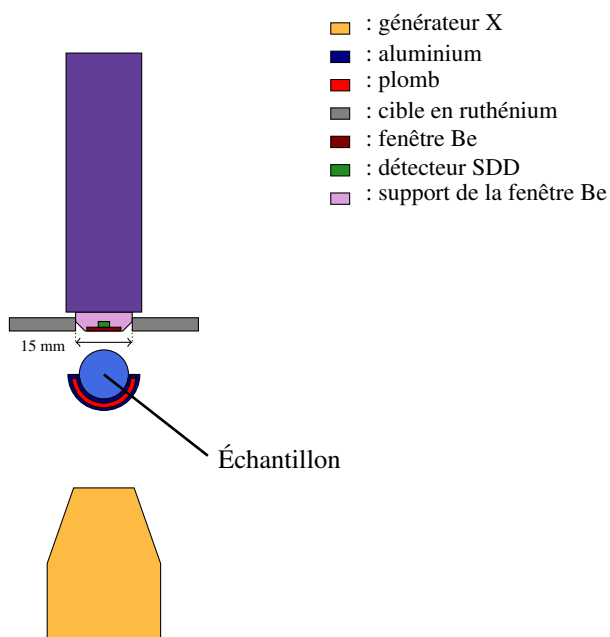 : générateur X
: aluminium
: plomb
: cible en ruthénium
: fenêtre Be
: détecteur SDD
: support de la fenêtre Be
15 mm
Échantillon